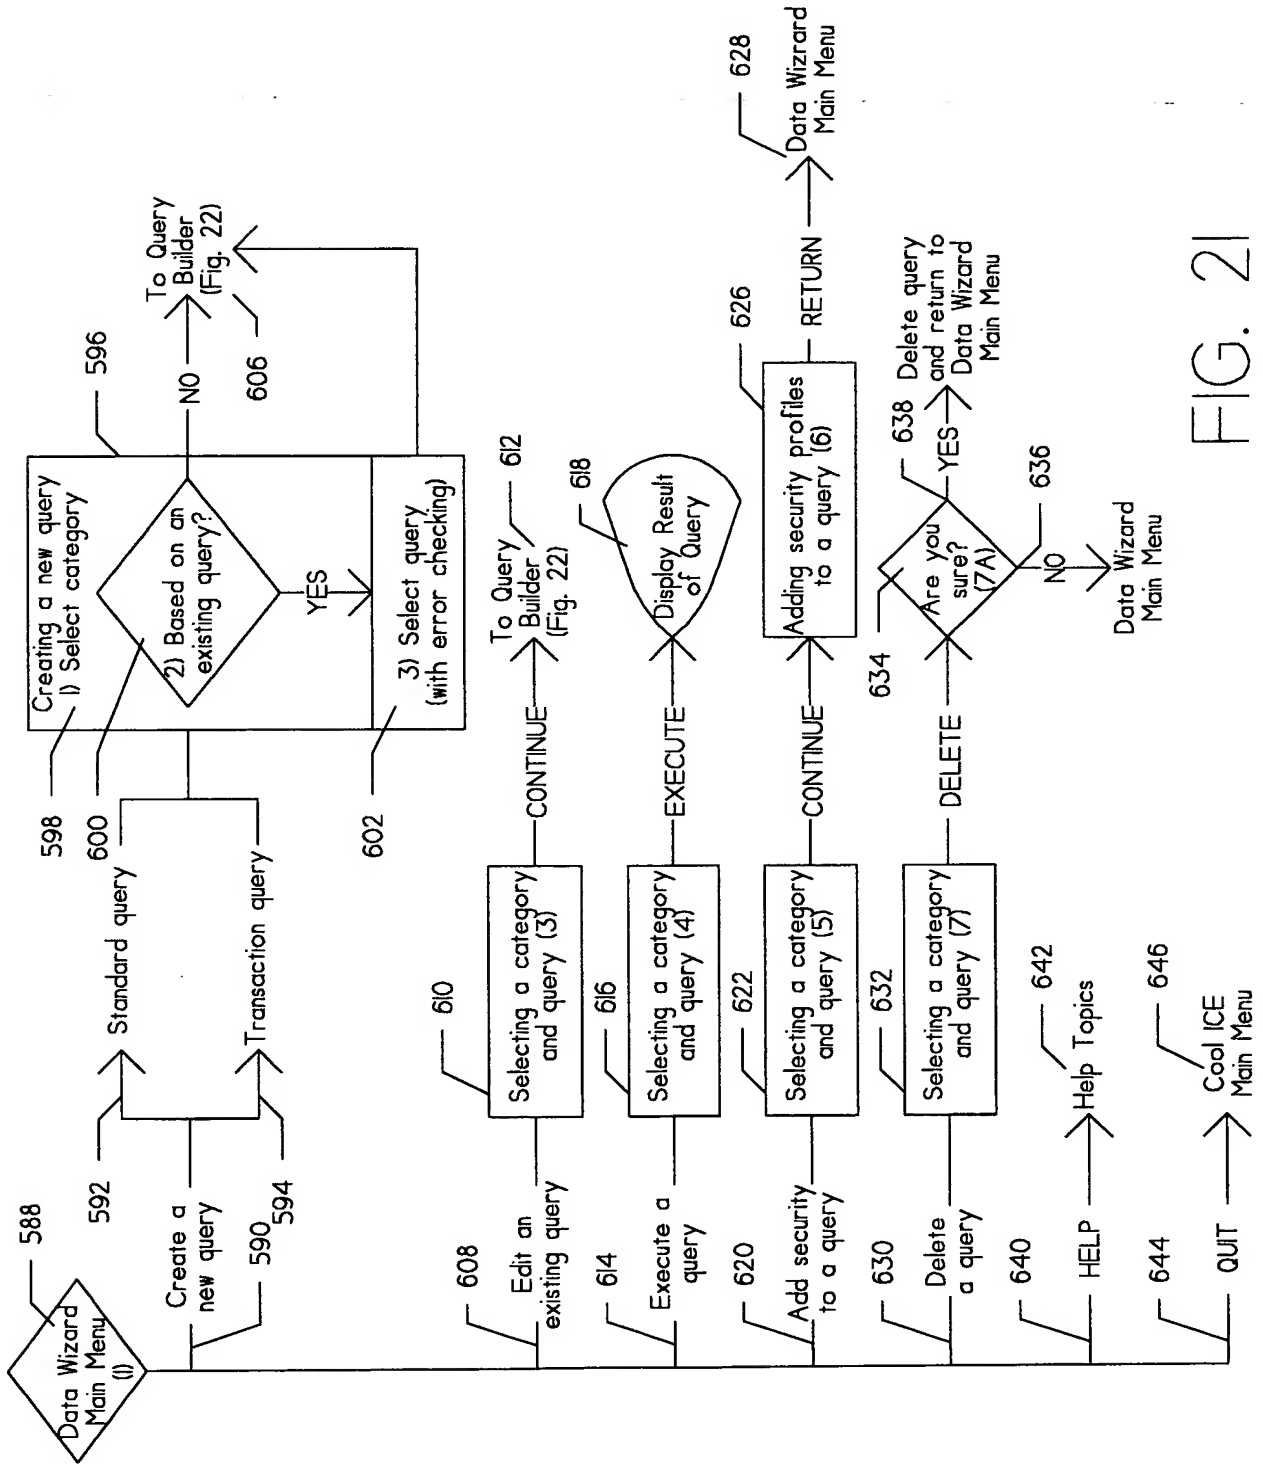 588
Data Wizard
Main Menu
(1)
Create a
new query
590
592
594
Standard query
Transaction query
596
Creating a new query
1) Select category
598
600
2) Based on an
existing query?
NO
YES
To Query
Builder
(Fig. 22)
606
602
3) Select query
(with error checking)
608
Edit an
existing query
610
Selecting a category
and query (3)
CONTINUE
To Query
Builder
(Fig. 22)
612
614
Execute a
query
616
Selecting a category
and query (4)
EXECUTE
618
Display Result
of Query
620
Add security
to a query
622
Selecting a category
and query (5)
CONTINUE
626
Adding security profiles
to a query (6)
RETURN
628
Data Wizrard
Main Menu
630
Delete
a query
632
Selecting a category
and query (7)
DELETE
634
Are you
sure?
(7A)
638
YES
Delete query
and return to
Data Wizard
Main Menu
636
NO
Data Wizard
Main Menu
640
HELP
642
Help Topics
644
QUIT
646
Cool ICE
Main Menu
FIG. 21